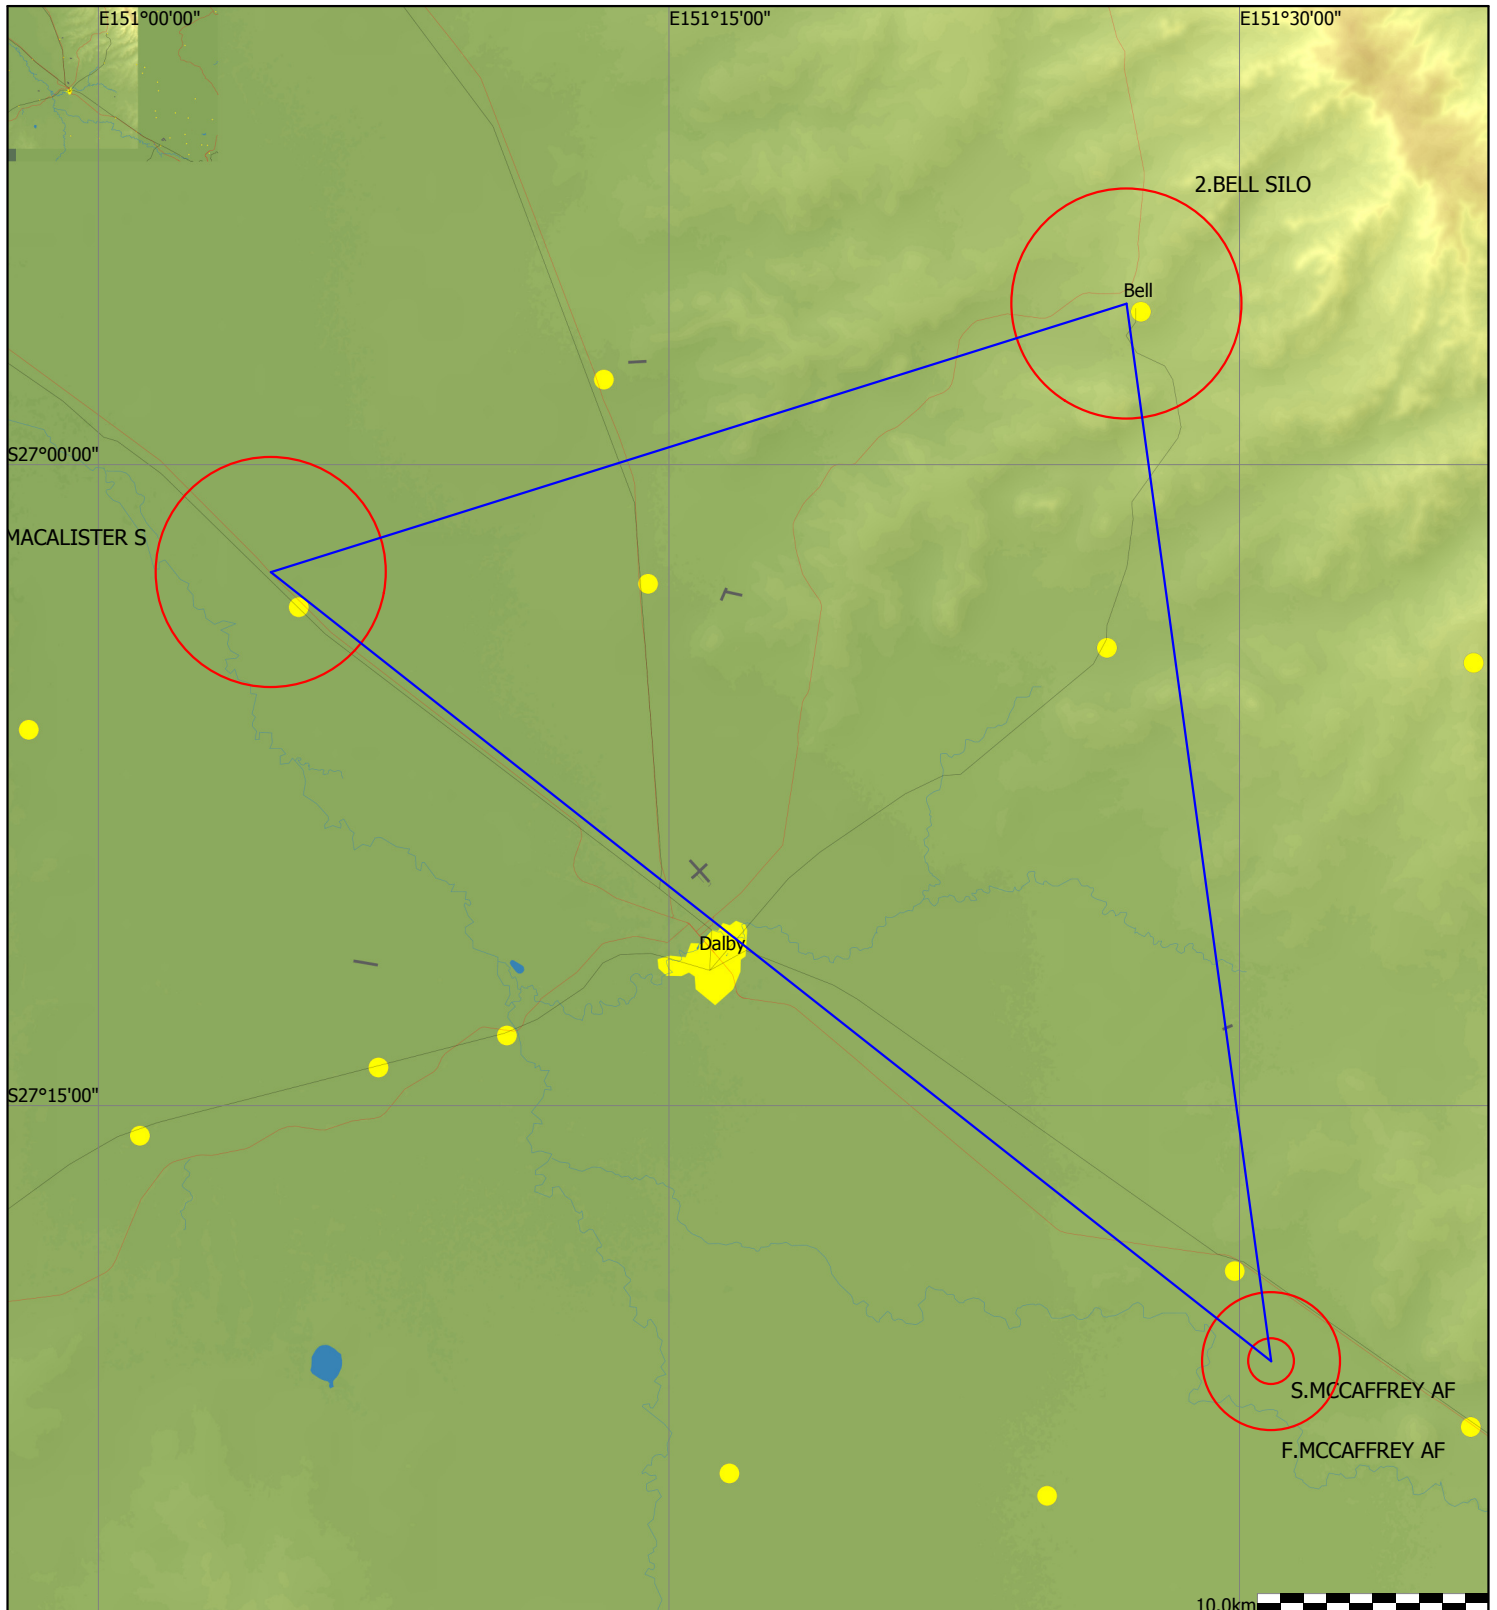 E151°00'00"
E151°15'00"
E151°30'00"
2.BELL SILO
Bell
S27°00'00"
MACALISTER S
Dalby
S27°15'00"
S.MCCAFFREY AF
F.MCCAFFREY AF
10.0km